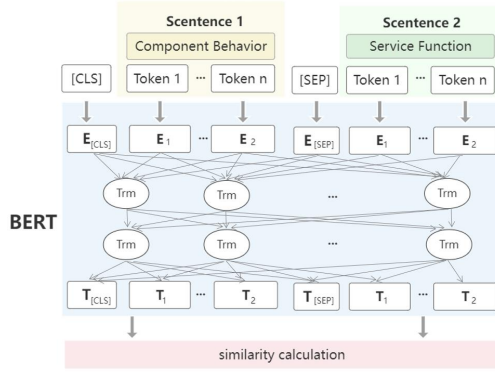 Scentence 1
Scentence 2
Component Behavior
Service Function
[CLS] Token 1 ... Token n [SEP] Token 1 ... Token n
E[CLS] E1 ... E2 E[SEP] E1 ... E2
Trm Trm ... Trm
BERT
Trm Trm ... Trm
T[CLS] T1 ... T2 T[SEP] T1 ... T2
similarity calculation